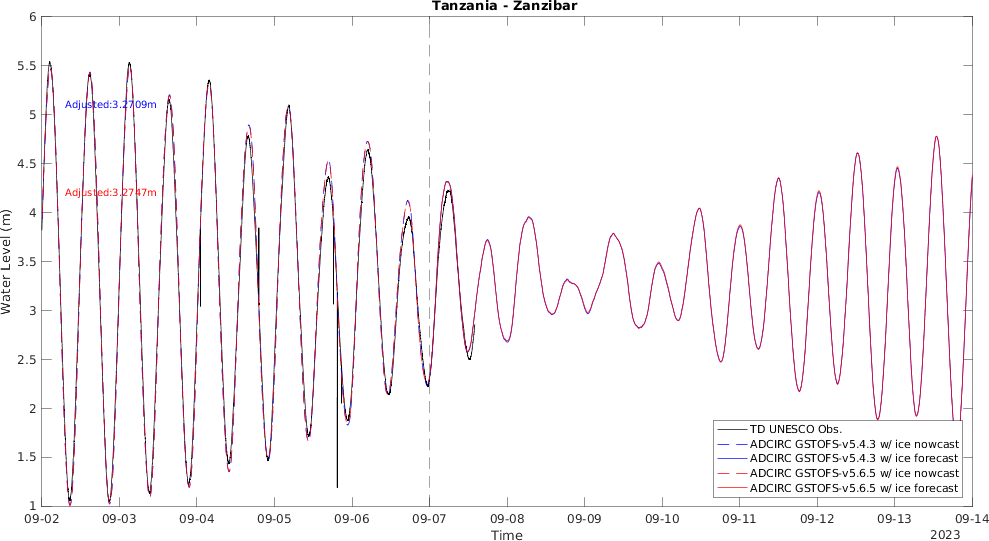 Tanzania - Zanzibar
6
5.5
5
4.5
4
3.5
3
2.5
2
1.5
1
Water Level (m)
Adjusted:3.2709m
Adjusted:3.2747m
TD UNESCO Obs.
ADCIRC GSTOFS-v5.4.3 w/ ice nowcast
ADCIRC GSTOFS-v5.4.3 w/ ice forecast
ADCIRC GSTOFS-v5.6.5 w/ ice nowcast
ADCIRC GSTOFS-v5.6.5 w/ ice forecast
09-02 09-03 09-04 09-05 09-06 09-07 09-08 09-09 09-10 09-11 09-12 09-13 09-14
Time
2023